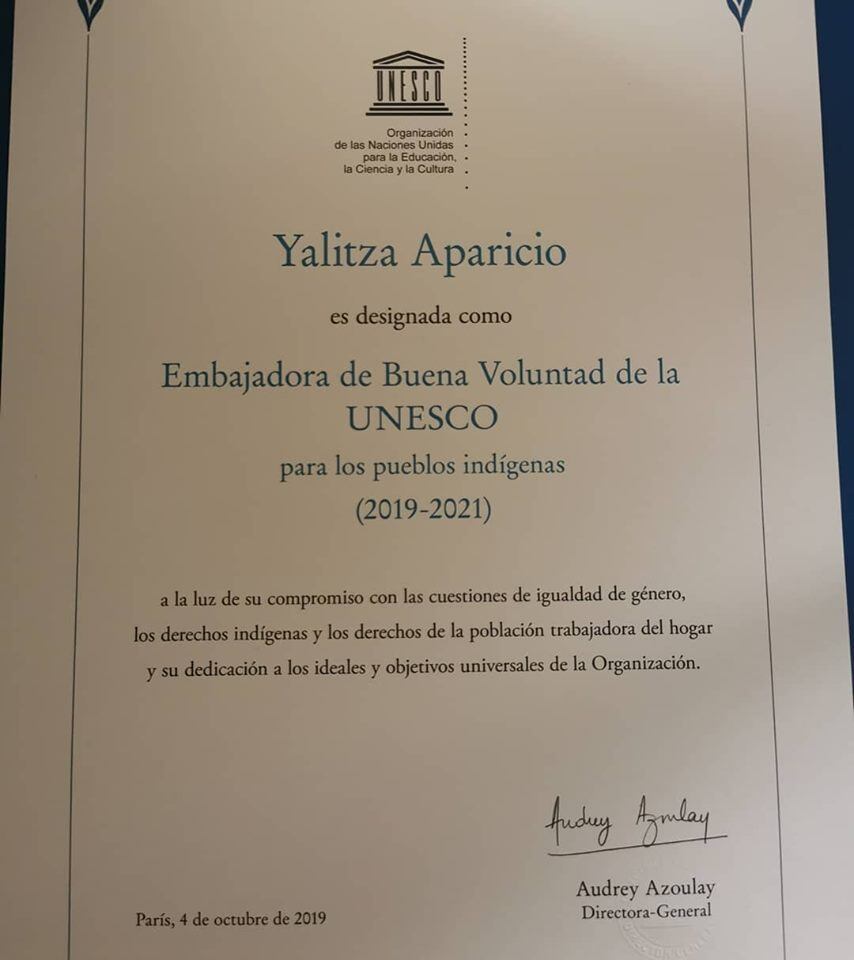 UNESCO
Organización
de las Naciones Unidas
para la Educación,
la Ciencia y la Cultura
Yalitza Aparicio
es designada como
Embajadora de Buena Voluntad de la
UNESCO
para los pueblos indígenas
(2019-2021)
a la luz de su compromiso con las cuestiones de igualdad de género,
los derechos indígenas y los derechos de la población trabajadora del hogar
y su dedicación a los ideales y objetivos universales de la Organización.
Audrey Azoulay
Audrey Azoulay
Directora-General
París, 4 de octubre de 2019